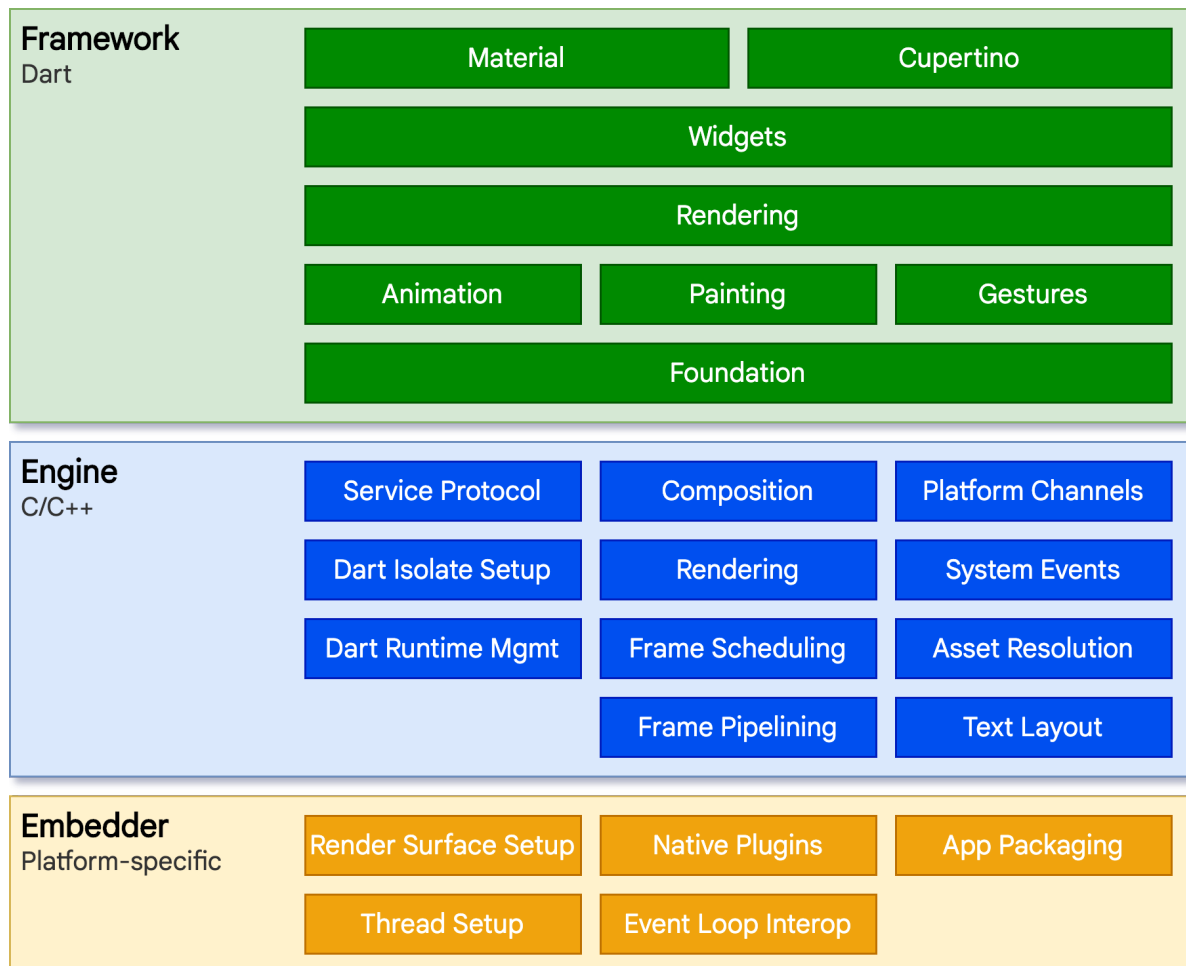 Framework
Dart
Material
Cupertino
Widgets
Rendering
Animation
Painting
Gestures
Foundation
Engine
C/C++
Service Protocol
Composition
Platform Channels
Dart Isolate Setup
Rendering
System Events
Dart Runtime Mgmt
Frame Scheduling
Asset Resolution
Frame Pipelining
Text Layout
Embedder
Platform-specific
Render Surface Setup
Native Plugins
App Packaging
Thread Setup
Event Loop Interop